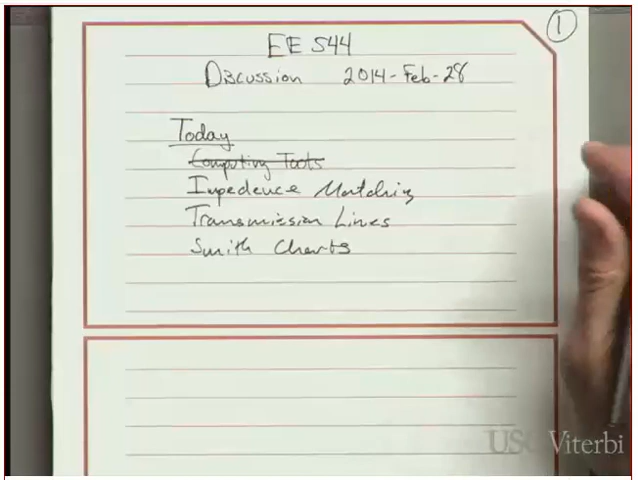 1
EE 544
Discussion 2014-Feb-28
Today
Computing Tools
Impedence Matching
Transmission Lines
Smith Charts
USC Viterbi